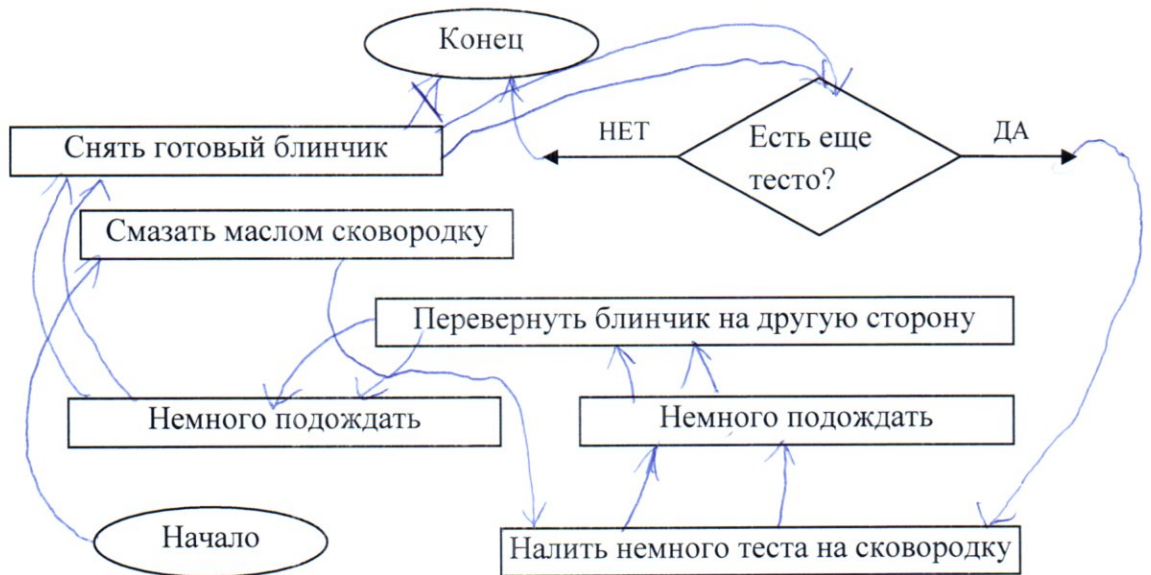 Конец
НЕТ
Есть еще
тесто?
ДА
Снять готовый блинчик
Смазать маслом сковородку
Перевернуть блинчик на другую сторону
Немного подождать
Немного подождать
Начало
Налить немного теста на сковородку